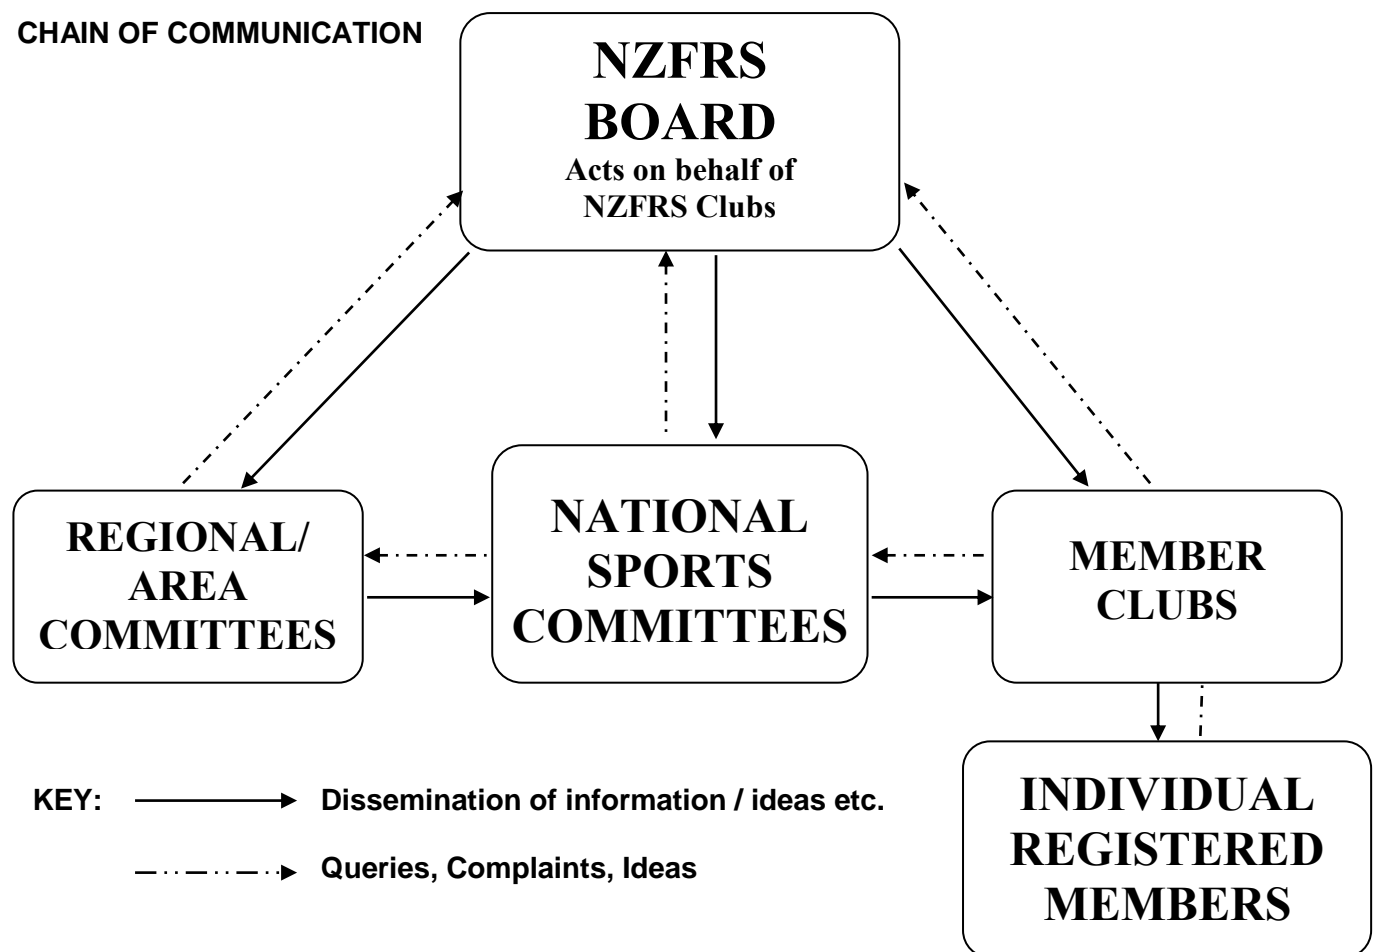 CHAIN OF COMMUNICATION
NZFRS
BOARD
Acts on behalf of
NZFRS Clubs
REGIONAL/
AREA
COMMITTEES
NATIONAL
SPORTS
COMMITTEES
MEMBER
CLUBS
INDIVIDUAL
REGISTERED
MEMBERS
KEY:
Dissemination of information / ideas etc.
Queries, Complaints, Ideas